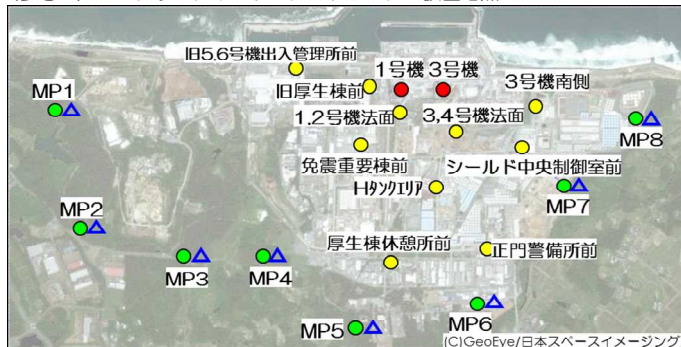 旧5.6号機出入管理所前
1号機 3号機
3号機南側
MP1
旧厚生棟前
1.2号機法面
3,4号機法面
MP8
免震重要棟前
シールド中央制御室前
Hタンクエリア
MP7
MP2
厚生棟休憩所前
正門警備所前
MP3
MP4
MP6
MP5
(C)GeoEye/日本スペースイメージング